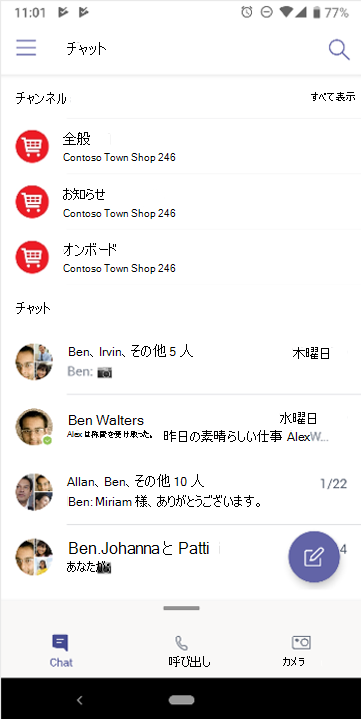 11:01 77%
チャット
チャンネル すべて表示
全般
Contoso Town Shop 246
お知らせ
Contoso Town Shop 246
オンボード
Contoso Town Shop 246
チャット
Ben、Irvin、その他 5 人 木曜日
Ben:
Ben Walters 水曜日
Alex は称賛を受け取った。 昨日の素晴らしい仕事 AlexW...
Allan、Ben、その他 10 人 1/22
Ben: Miriam 様、ありがとうございます。
Ben.Johannaと Patti 4
あなたが
Chat 呼び出し カメラ